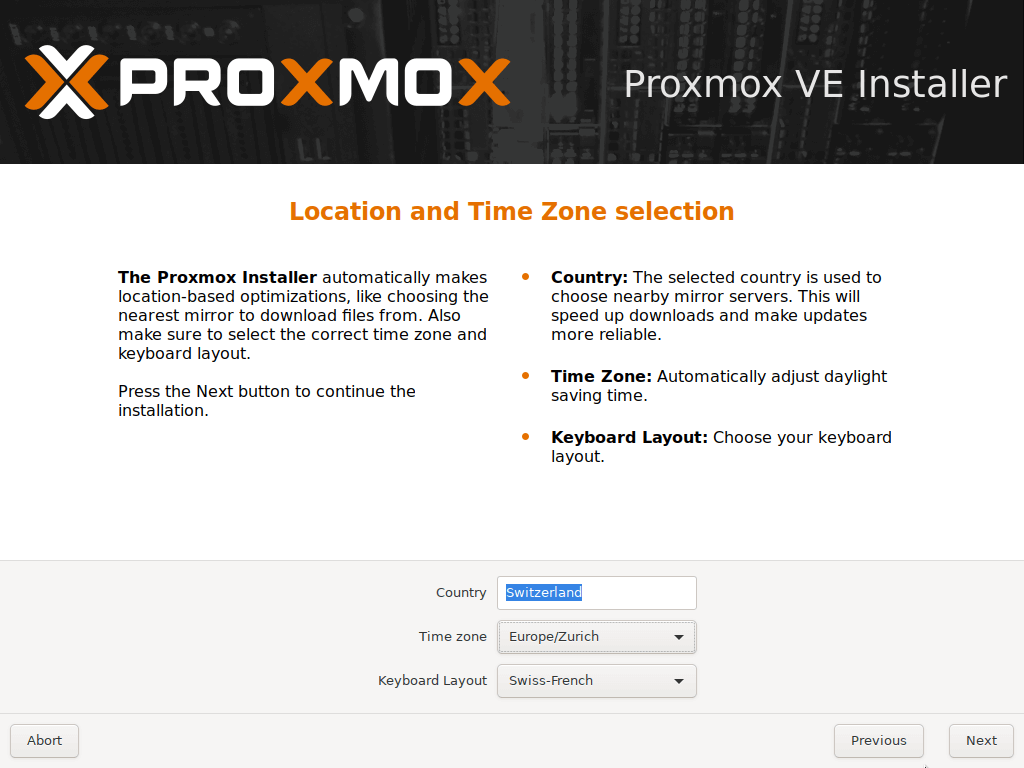 PROXMOX
Proxmox VE Installer
Location and Time Zone selection
The Proxmox Installer automatically makes
location-based optimizations, like choosing the
nearest mirror to download files from. Also
make sure to select the correct time zone and
keyboard layout.
Press the Next button to continue the
installation.
Country: The selected country is used to
choose nearby mirror servers. This will
speed up downloads and make updates
more reliable.
Time Zone: Automatically adjust daylight
saving time.
Keyboard Layout: Choose your keyboard
layout.
Country
Switzerland
Time zone
Europe/Zurich
Keyboard Layout
Swiss-French
Abort
Previous
Next